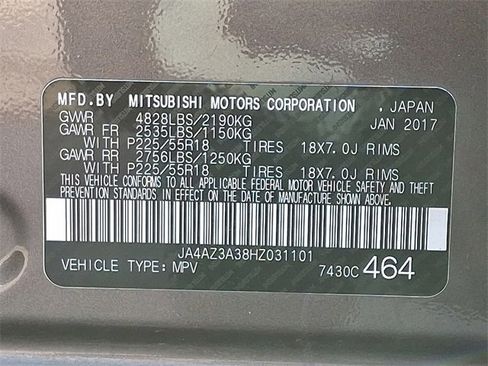 MFD.BY MITSUBISHI MOTORS CORPORATION , JAPAN
GVWR 4828LBS/2190KG JAN 2017
GAWR FR 2535LBS/1150KG
WITH P225/55R18 TIRES 18X7.0J RIMS
GAWR RR 2756LBS/1250KG
WITH P225/55R18 TIRES 18X7.0J RIMS
THIS VEHICLE CONFORMS TO ALL APPLICABLE FEDERAL MOTOR VEHICLE SAFETY AND THEFT
PREVENTION STANDARDS IN EFFECT ON THE DATE OF MANUFACTURE SHOWN ABOVE.
JA4AZ3A38HZ031101
VEHICLE TYPE: MPV 7430C 464